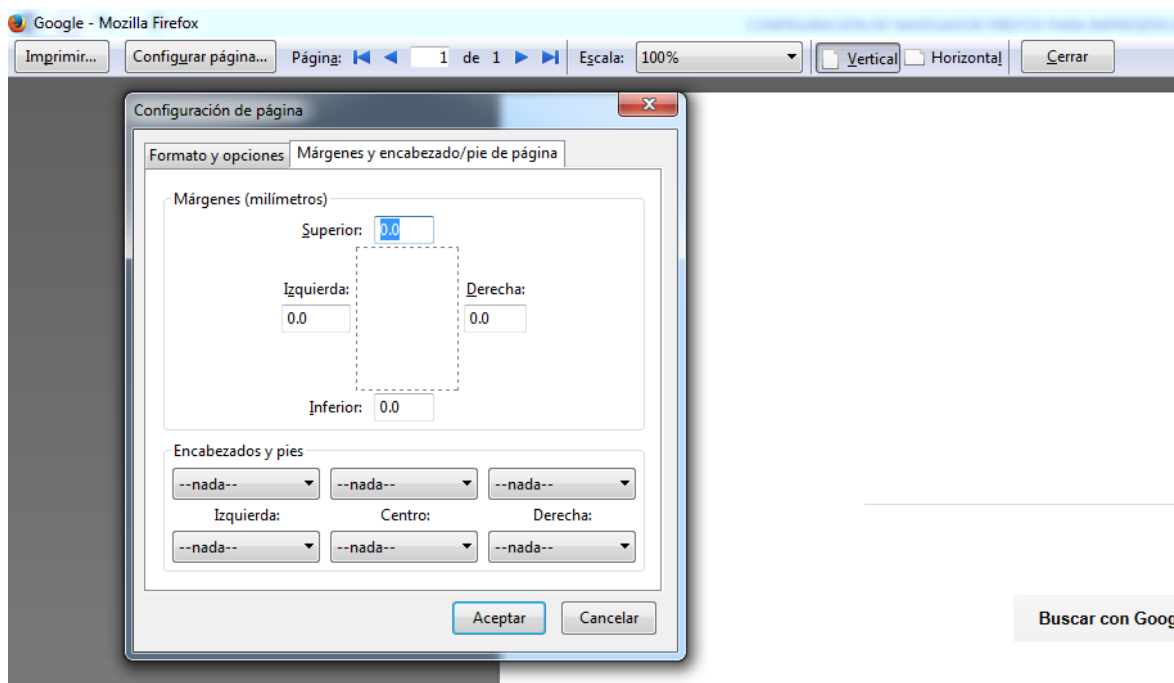 Google - Mozilla Firefox
Imprimir... Configurar página... Página: 1 de 1 Escala: 100% Vertical Horizontal Cerrar
Configuración de página
Formato y opciones Márgenes y encabezado/pie de página
Márgenes (milímetros)
Superior: 0.0
Izquierda: Derecha:
0.0 0.0
Inferior: 0.0
Encabezados y pies
--nada-- --nada-- --nada--
Izquierda: Centro: Derecha:
--nada-- --nada-- --nada--
Aceptar Cancelar
Buscar con Goog